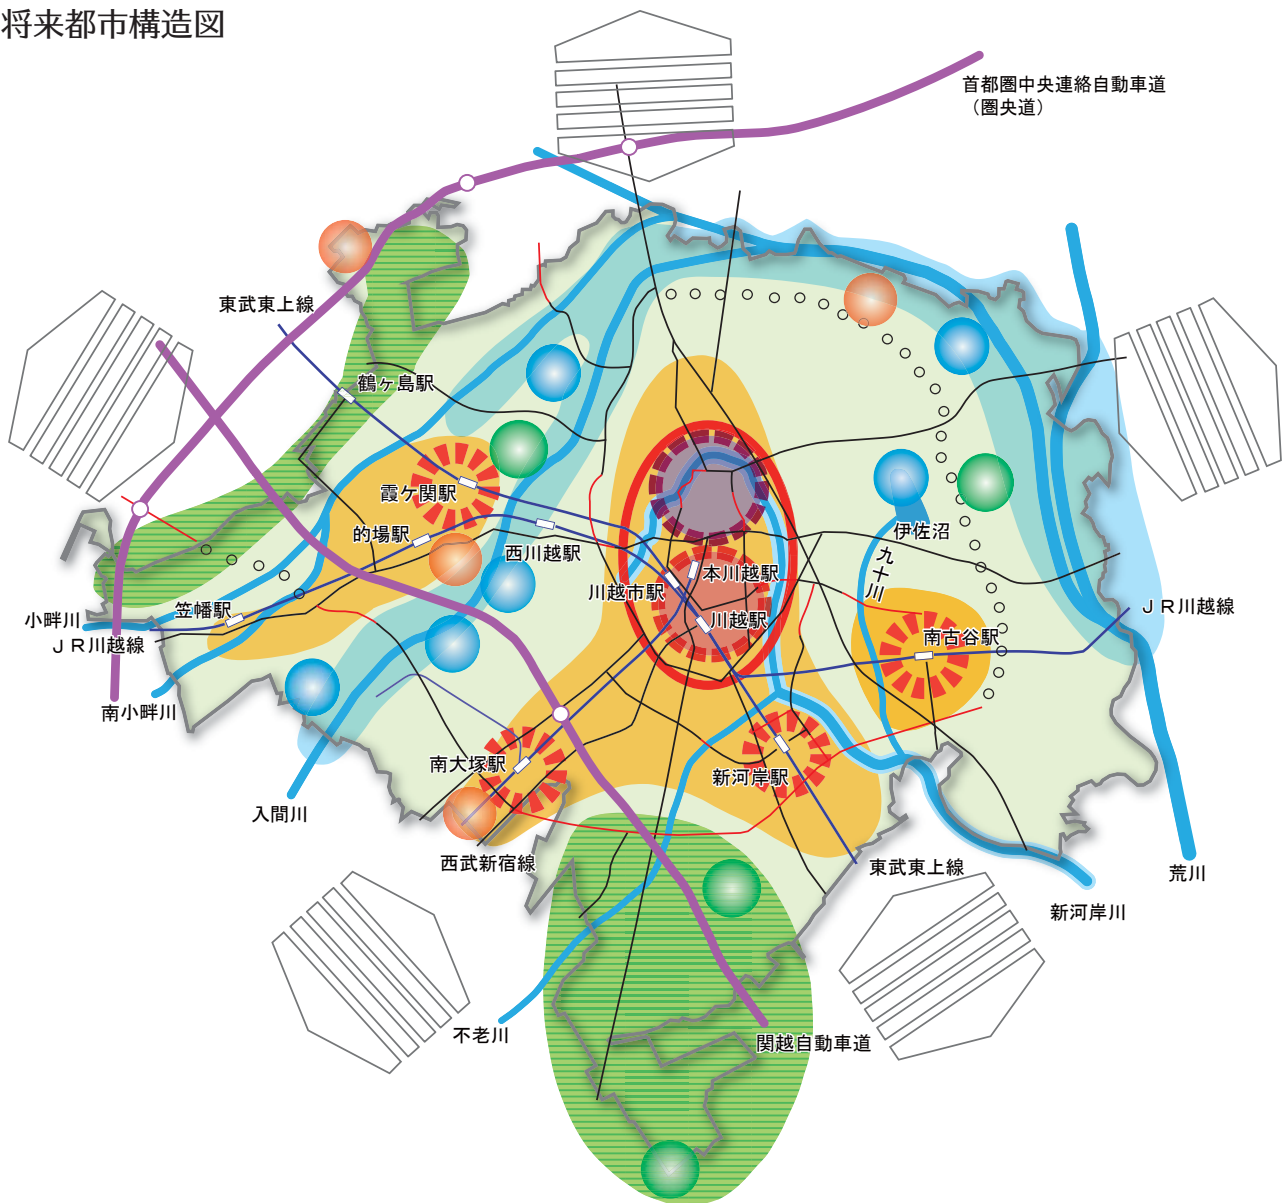 将来都市構造図
首都圏中央連絡自動車道
（圏央道）
東武東上線
鶴ヶ島駅
霞ケ関駅
的場駅
西川越駅
伊佐沼
九十川
本川越駅
川越市駅
川越駅
笠幡駅
小畔川
ＪＲ川越線
ＪＲ川越線
南古谷駅
南小畔川
南大塚駅
新河岸駅
入間川
西武新宿線
東武東上線
荒川
新河岸川
不老川
関越自動車道